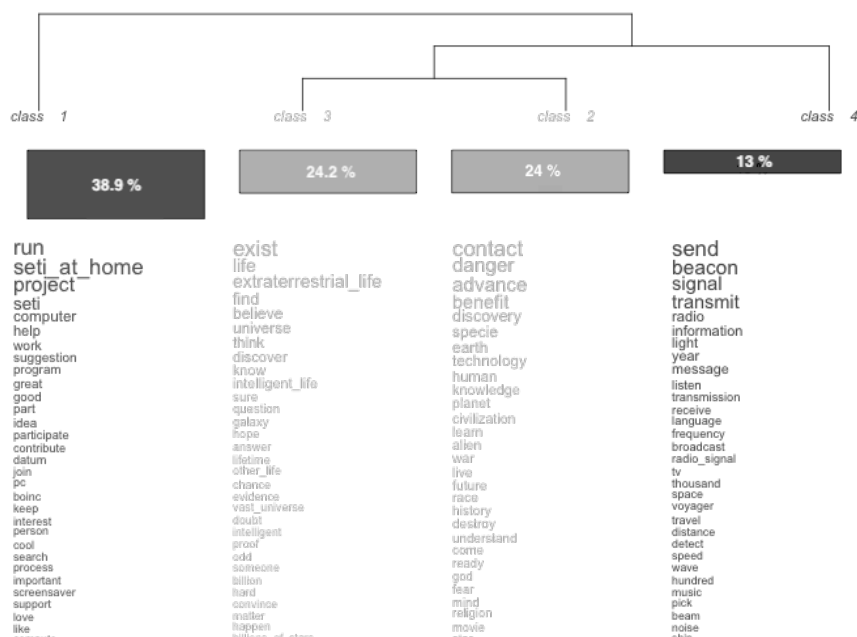 class 1
class 3
class 2
class 4
38.9 %
24.2 %
24 %
13 %
run
seti_at_home
project
seti
computer
help
work
suggestion
program
great
good
part
idea
participate
contribute
datum
join
pc
boinc
keep
interest
person
cool
search
process
important
screensaver
support
love
like
exist
life
extraterrestrial_life
find
believe
universe
think
discover
know
intelligent_life
sure
question
galaxy
hope
answer
lifetime
other_life
chance
evidence
vast_universe
doubt
intelligent
proof
odd
someone
billion
hard
convince
matter
happen
contact
danger
advance
benefit
discovery
specie
earth
technology
human
knowledge
planet
civilization
learn
alien
war
live
future
race
history
destroy
understand
come
ready
god
fear
mind
religion
movie
send
beacon
signal
transmit
radio
information
light
year
message
listen
transmission
receive
language
frequency
broadcast
radio_signal
tv
thousand
space
voyager
travel
distance
detect
speed
wave
hundred
music
pick
beam
noise